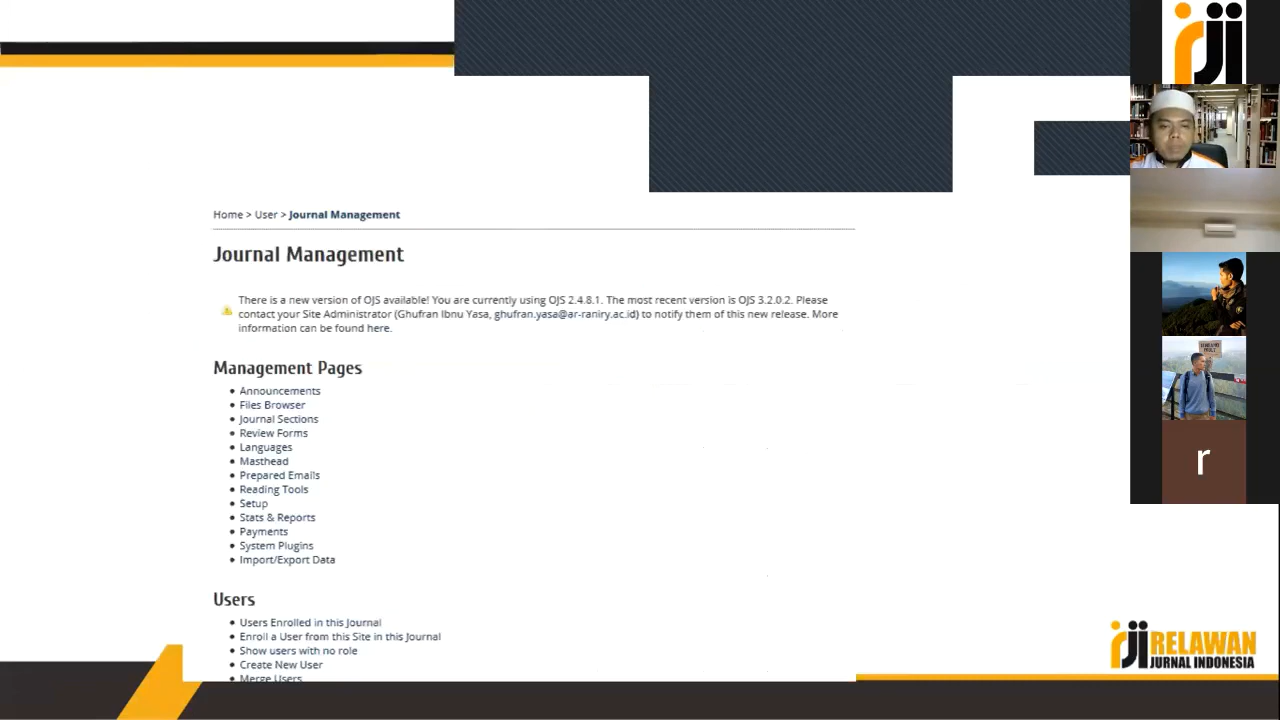 Home > User > Journal Management
Journal Management
There is a new version of OJS available! You are currently using OJS 2.4.8.1. The most recent version is OJS 3.2.0.2. Please
contact your Site Administrator (Ghufran Ibnu Yasa, ghufran.yasa@ar-raniry.ac.id) to notify them of this new release. More
information can be found here.
Management Pages
Announcements
Files Browser
Journal Sections
Review Forms
Languages
Masthead
Prepared Emails
Reading Tools
Setup
Stats & Reports
Payments
System Plugins
Import/Export Data
Users
Users Enrolled in this Journal
Enroll a User from this Site in this Journal
Show users with no role
Create New User
Merge Users
rji
r
rji RELAWAN
JURNAL INDONESIA